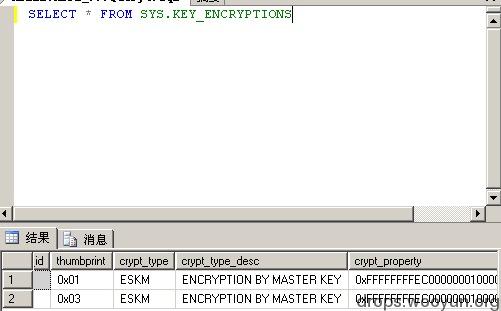 SELECT * FROM SYS.KEY_ENCRYPTIONS
结果 消息
id thumbprint crypt_type crypt_type_desc crypt_property
1 0x01 ESKM ENCRYPTION BY MASTER KEY 0xFFFFFFFFEC000000010000
2 0x03 ESKM ENCRYPTION BY MASTER KEY
drops.wooyun.org